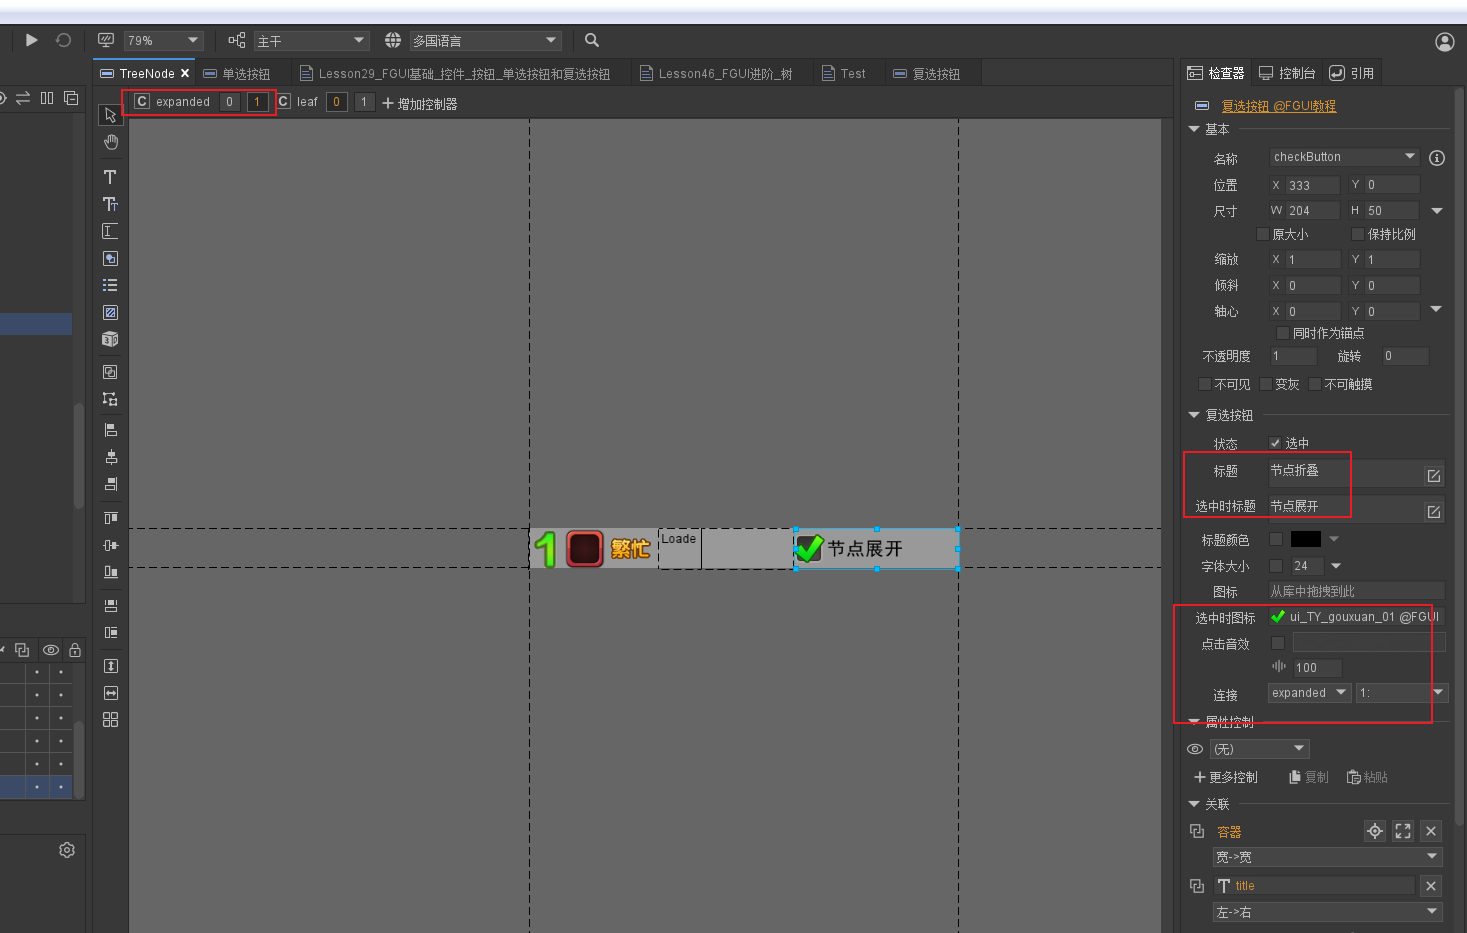 79%
主干
多国语言
TreeNode
单选按钮
Lesson29_FGUI基础_控件_按钮_单选按钮和复选按钮
Lesson46_FGUI进阶_树
Test
复选按钮
检查器
控制台
引用
C expanded 0 1 C leaf 0 1 增加控制器
复选按钮 @FGUI教程
基本
名称 checkButton
位置 X 333 Y 0
尺寸 W 204 H 50
原大小 保持比例
缩放 X 1 Y 1
倾斜 X 0 Y 0
轴心 X 0 Y 0
同时作为锚点
不透明度 1 旋转 0
不可见 变灰 不可触摸
复选按钮
状态 选中
标题 节点折叠
选中时标题 节点展开
标题颜色
字体大小 24
图标 从库中拖拽到此
选中时图标 ui_TY_gouxuan_01 @FGUI
点击音效
100
连接 expanded 1:
属性控制
(无)
更多控制 复制 粘贴
关联
容器
宽->宽
title
左->右
1 繁忙 Loade 节点展开